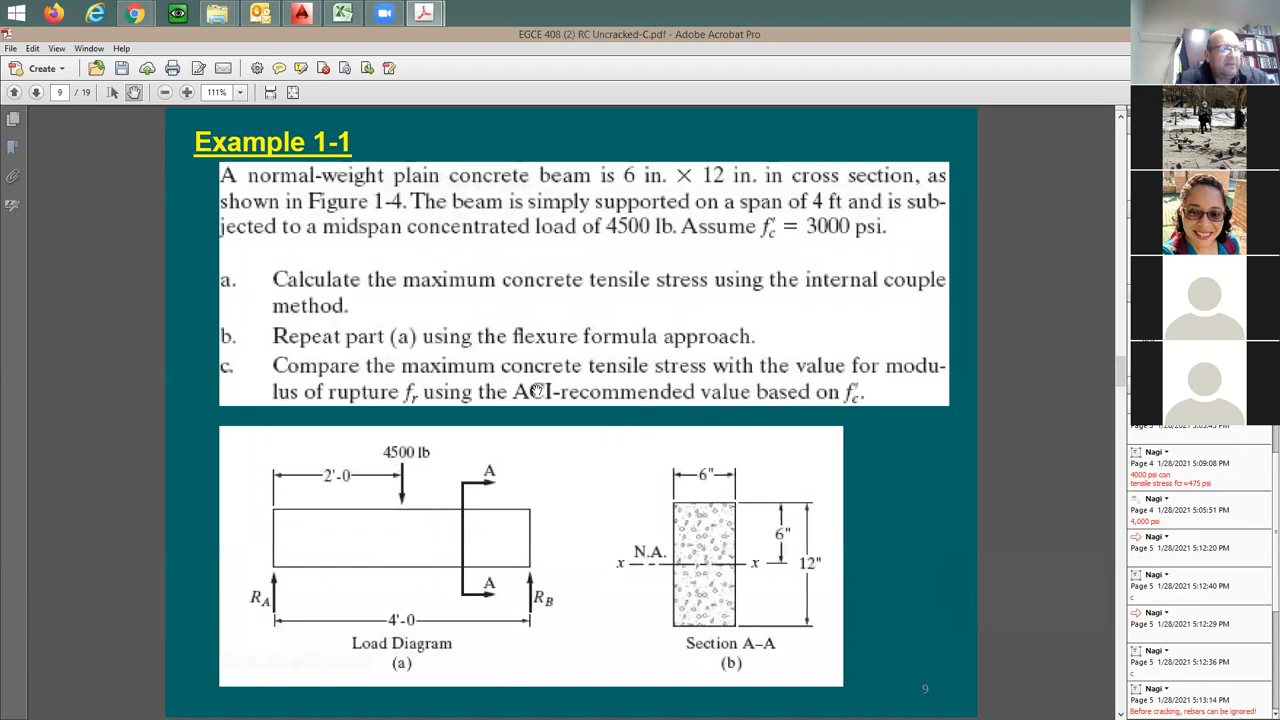 EGCE 408 (2) RC Uncracked-C.pdf - Adobe Acrobat Pro
File Edit View Window Help
Create
9 / 19 111%
Example 1-1
A normal-weight plain concrete beam is 6 in. × 12 in. in cross section, as
shown in Figure 1-4. The beam is simply supported on a span of 4 ft and is sub-
jected to a midspan concentrated load of 4500 lb. Assume f′c = 3000 psi.
a. Calculate the maximum concrete tensile stress using the internal couple
method.
b. Repeat part (a) using the flexure formula approach.
c. Compare the maximum concrete tensile stress with the value for modu-
lus of rupture fr using the ACI-recommended value based on f′c.
4500 lb
2'-0
A
A
RA
RB
4'-0
Load Diagram
(a)
6"
N.A.
x
x
6"
12"
Section A–A
(b)
9
Nagi
Page 4 1/28/2021 5:09:08 PM
4000 psi con
tensile stress fcr=475 psi
Nagi
Page 4 1/28/2021 5:05:51 PM
4,000 psi
Nagi
Page 5 1/28/2021 5:12:20 PM
Nagi
Page 5 1/28/2021 5:12:40 PM
c
Nagi
Page 5 1/28/2021 5:12:29 PM
Nagi
Page 5 1/28/2021 5:12:36 PM
c
Nagi
Page 5 1/28/2021 5:13:14 PM
Before cracking, rebars can be ignored!